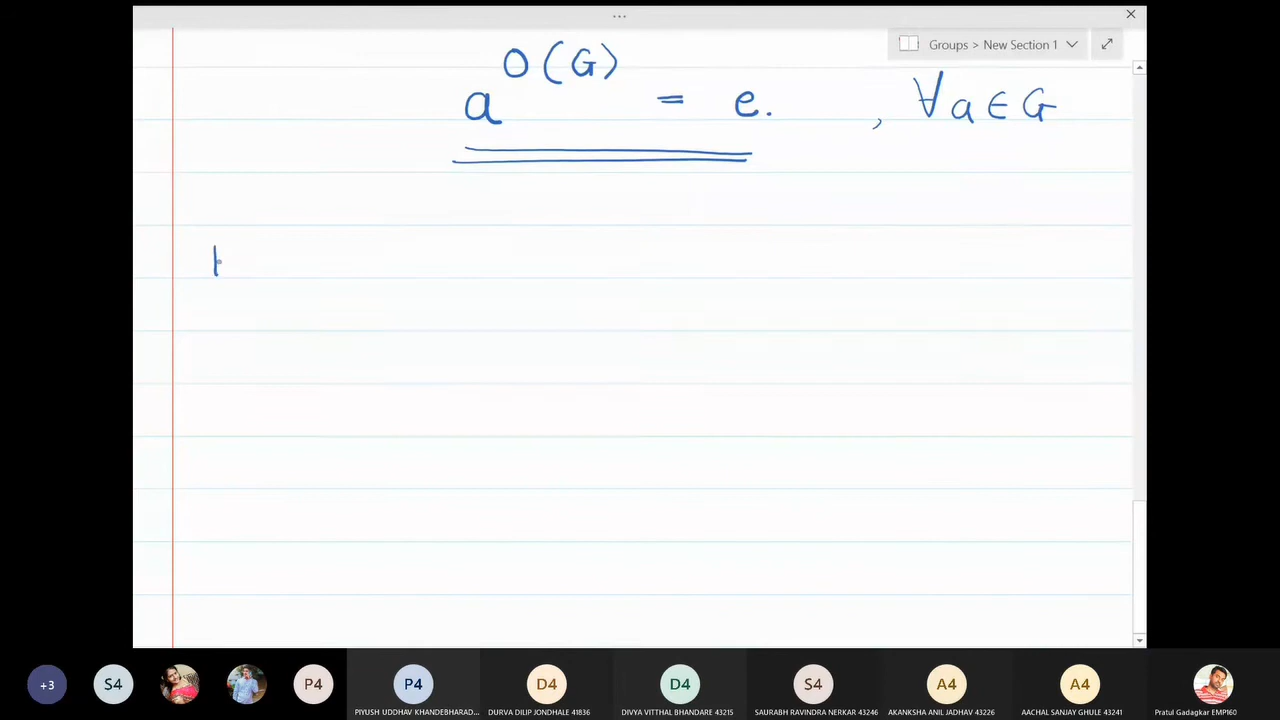 ...
Groups > New Section 1
a^{O(G)} = e. , ∀a∈G
+3
S4
P4
P4
D4
D4
S4
A4
A4
PIYUSH UDDHAV KHANDEBHARAD...
DURVA DILIP JONDHALE 41836
DIVYA VITTHAL BHANDARE 43215
SAURABH RAVINDRA NERKAR 43246
AKANKSHA ANIL JADHAV 43226
AACHAL SANJAY GHULE 43241
Pratul Gadagkar EMP160